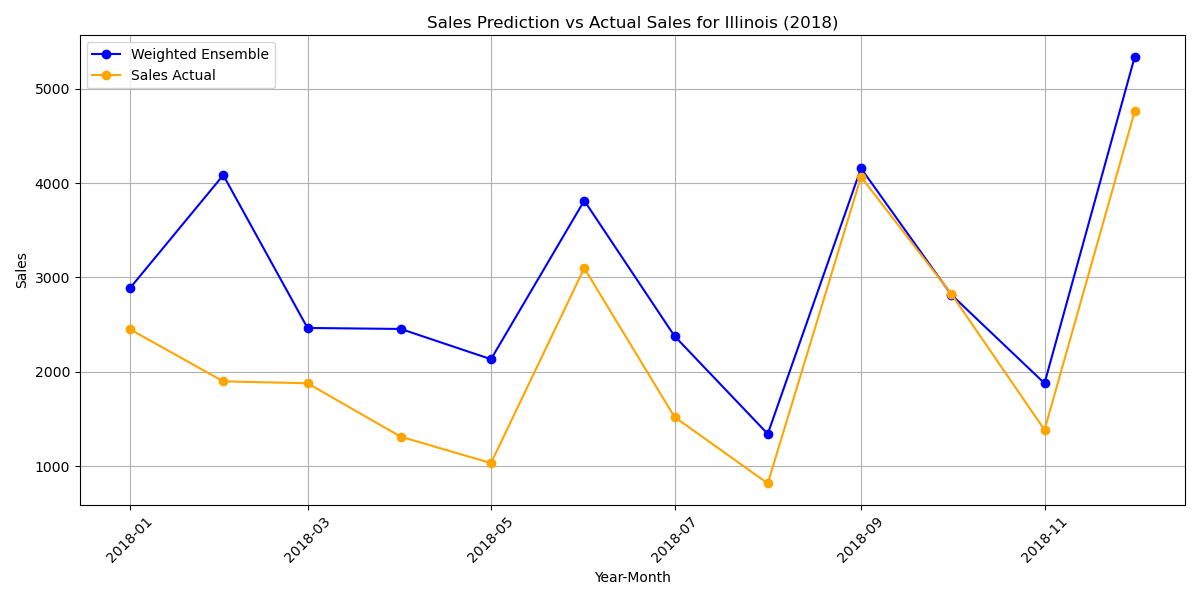 Sales Prediction vs Actual Sales for Illinois (2018)
Weighted Ensemble
Sales Actual
Sales
5000
4000
3000
2000
1000
2018-01
2018-03
2018-05
2018-07
2018-09
2018-11
Year-Month